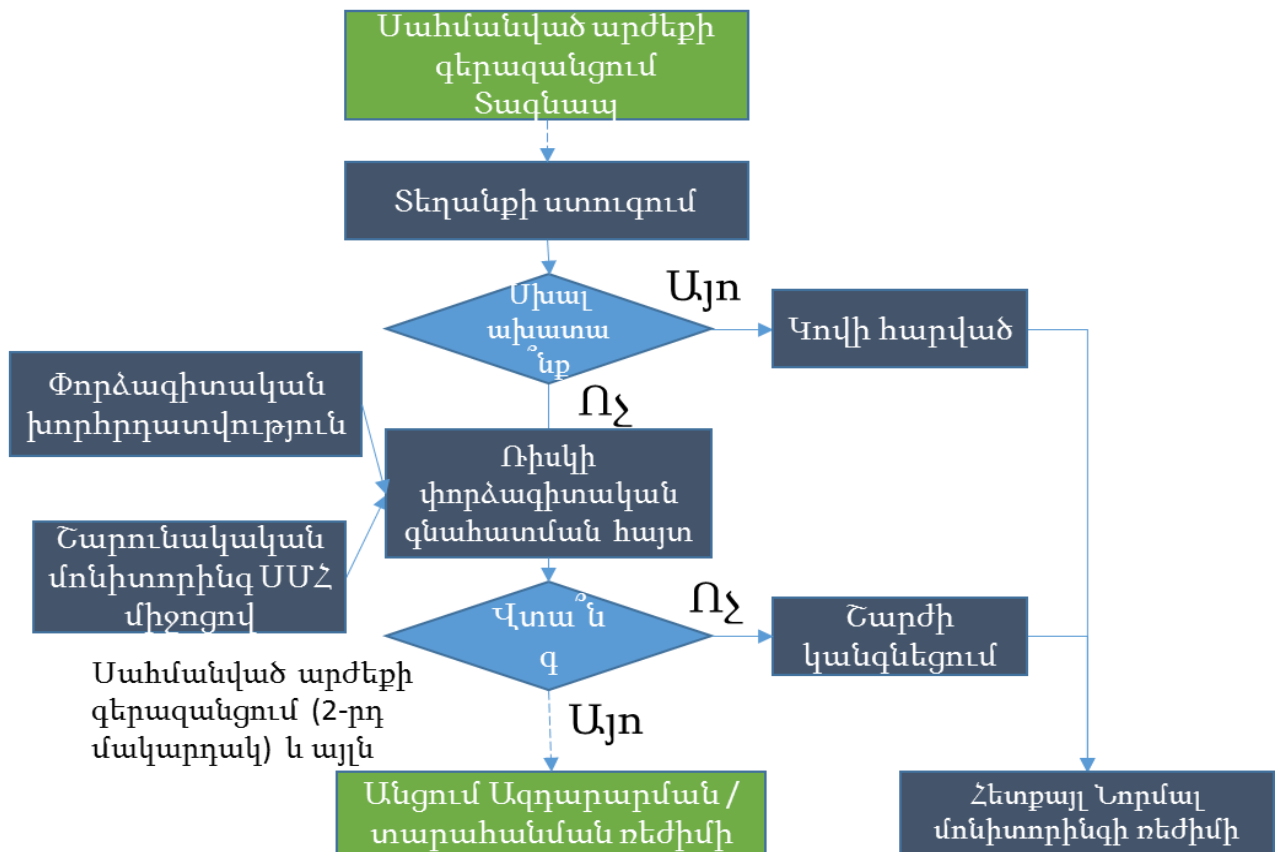 Սահմանված արժեքի
գերազանցում
Տագնապ
Տեղանքի ստուգում
Սխալ
ախատա
՞նք
Այո
Կովի հարված
Ոչ
Փորձագիտական
խորհրդատվություն
Ռիսկի
փորձագիտական
գնահատման հայտ
Շարունակական
մոնիտորինգ ՍՄՀ
միջոցով
Վտա՞ն
գ
Ոչ
Շարժի
կանգնեցում
Սահմանված արժեքի
գերազանցում (2-րդ
մակարդակ) և այլն
Այո
Անցում Ազդարարման /
տարահանման ռեժիմի
Հետքայլ Նորմալ
մոնիտորինգի ռեժիմի